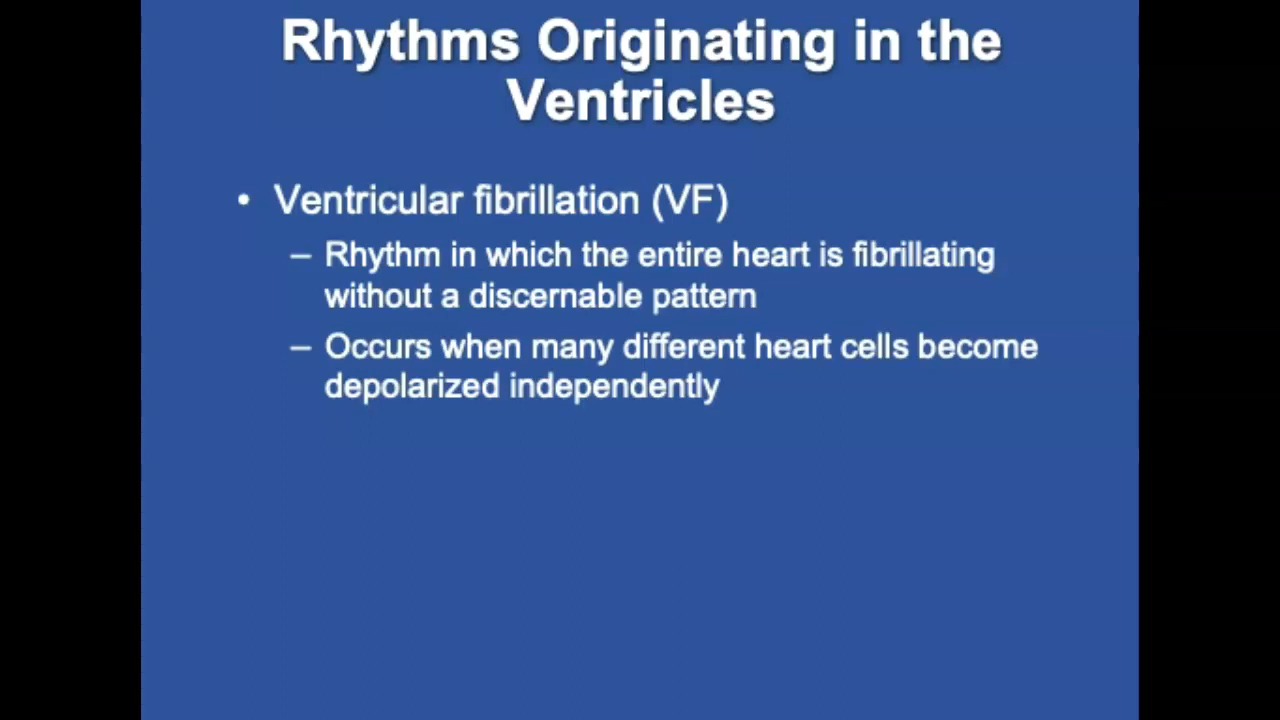 Rhythms Originating in the
Ventricles
• Ventricular fibrillation (VF)
– Rhythm in which the entire heart is fibrillating
without a discernable pattern
– Occurs when many different heart cells become
depolarized independently